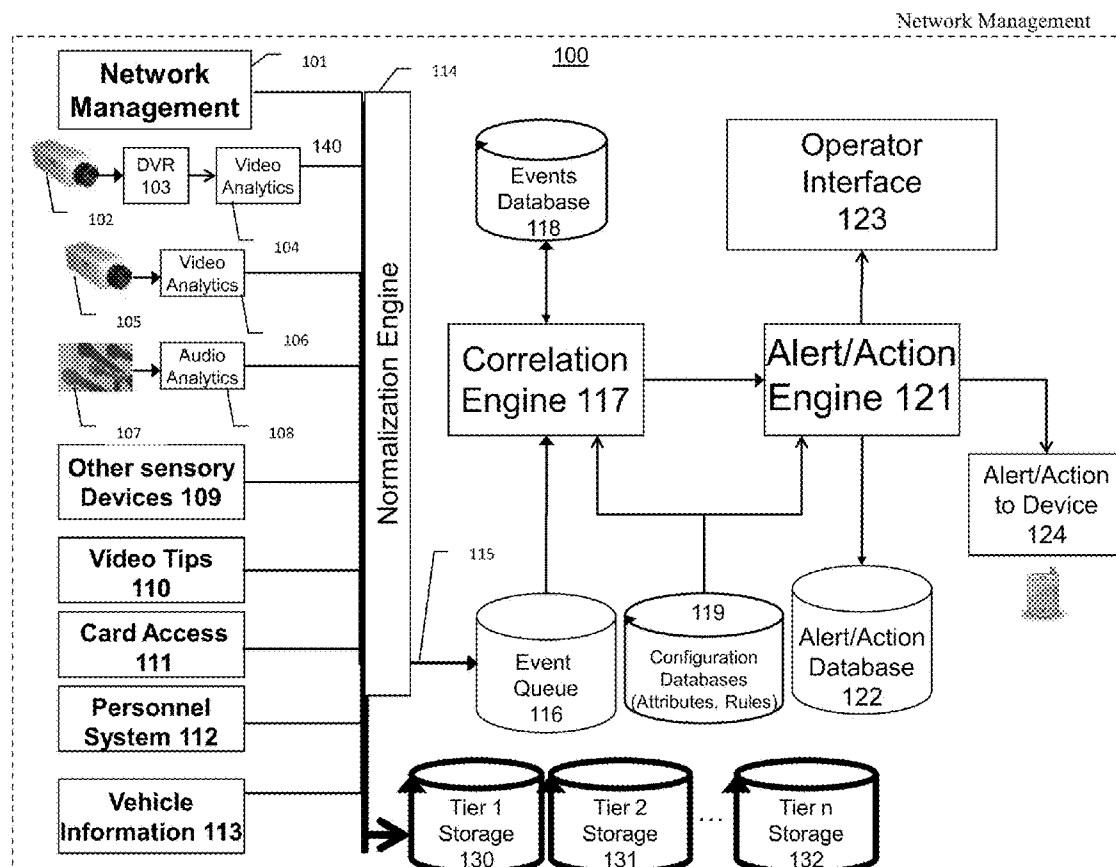 Network Management
100
Network
Management
101
114
DVR
103
Video
Analytics
140
102
104
Video
Analytics
105
106
Audio
Analytics
107
108
Other sensory
Devices 109
Video Tips
110
Card Access
111
Personnel
System 112
Vehicle
Information 113
Normalization Engine
115
Events
Database
118
Operator
Interface
123
Correlation
Engine 117
Alert/Action
Engine 121
Alert/Action
to Device
124
Event
Queue
116
119
Configuration
Databases
(Attributes, Rules)
Alert/Action
Database
122
Tier 1
Storage
130
Tier 2
Storage
131
...
Tier n
Storage
132